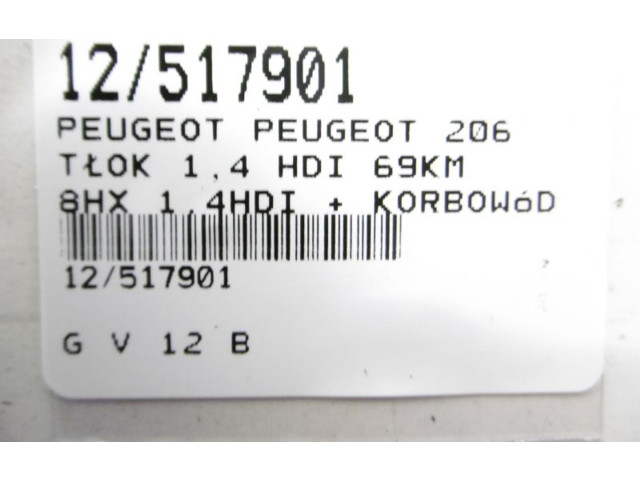 12/517901
PEUGEOT PEUGEOT 206
TŁOK 1,4 HDI 69KM
8HX 1,4HDI + KORBOWóD
12/517901
G V 12 B